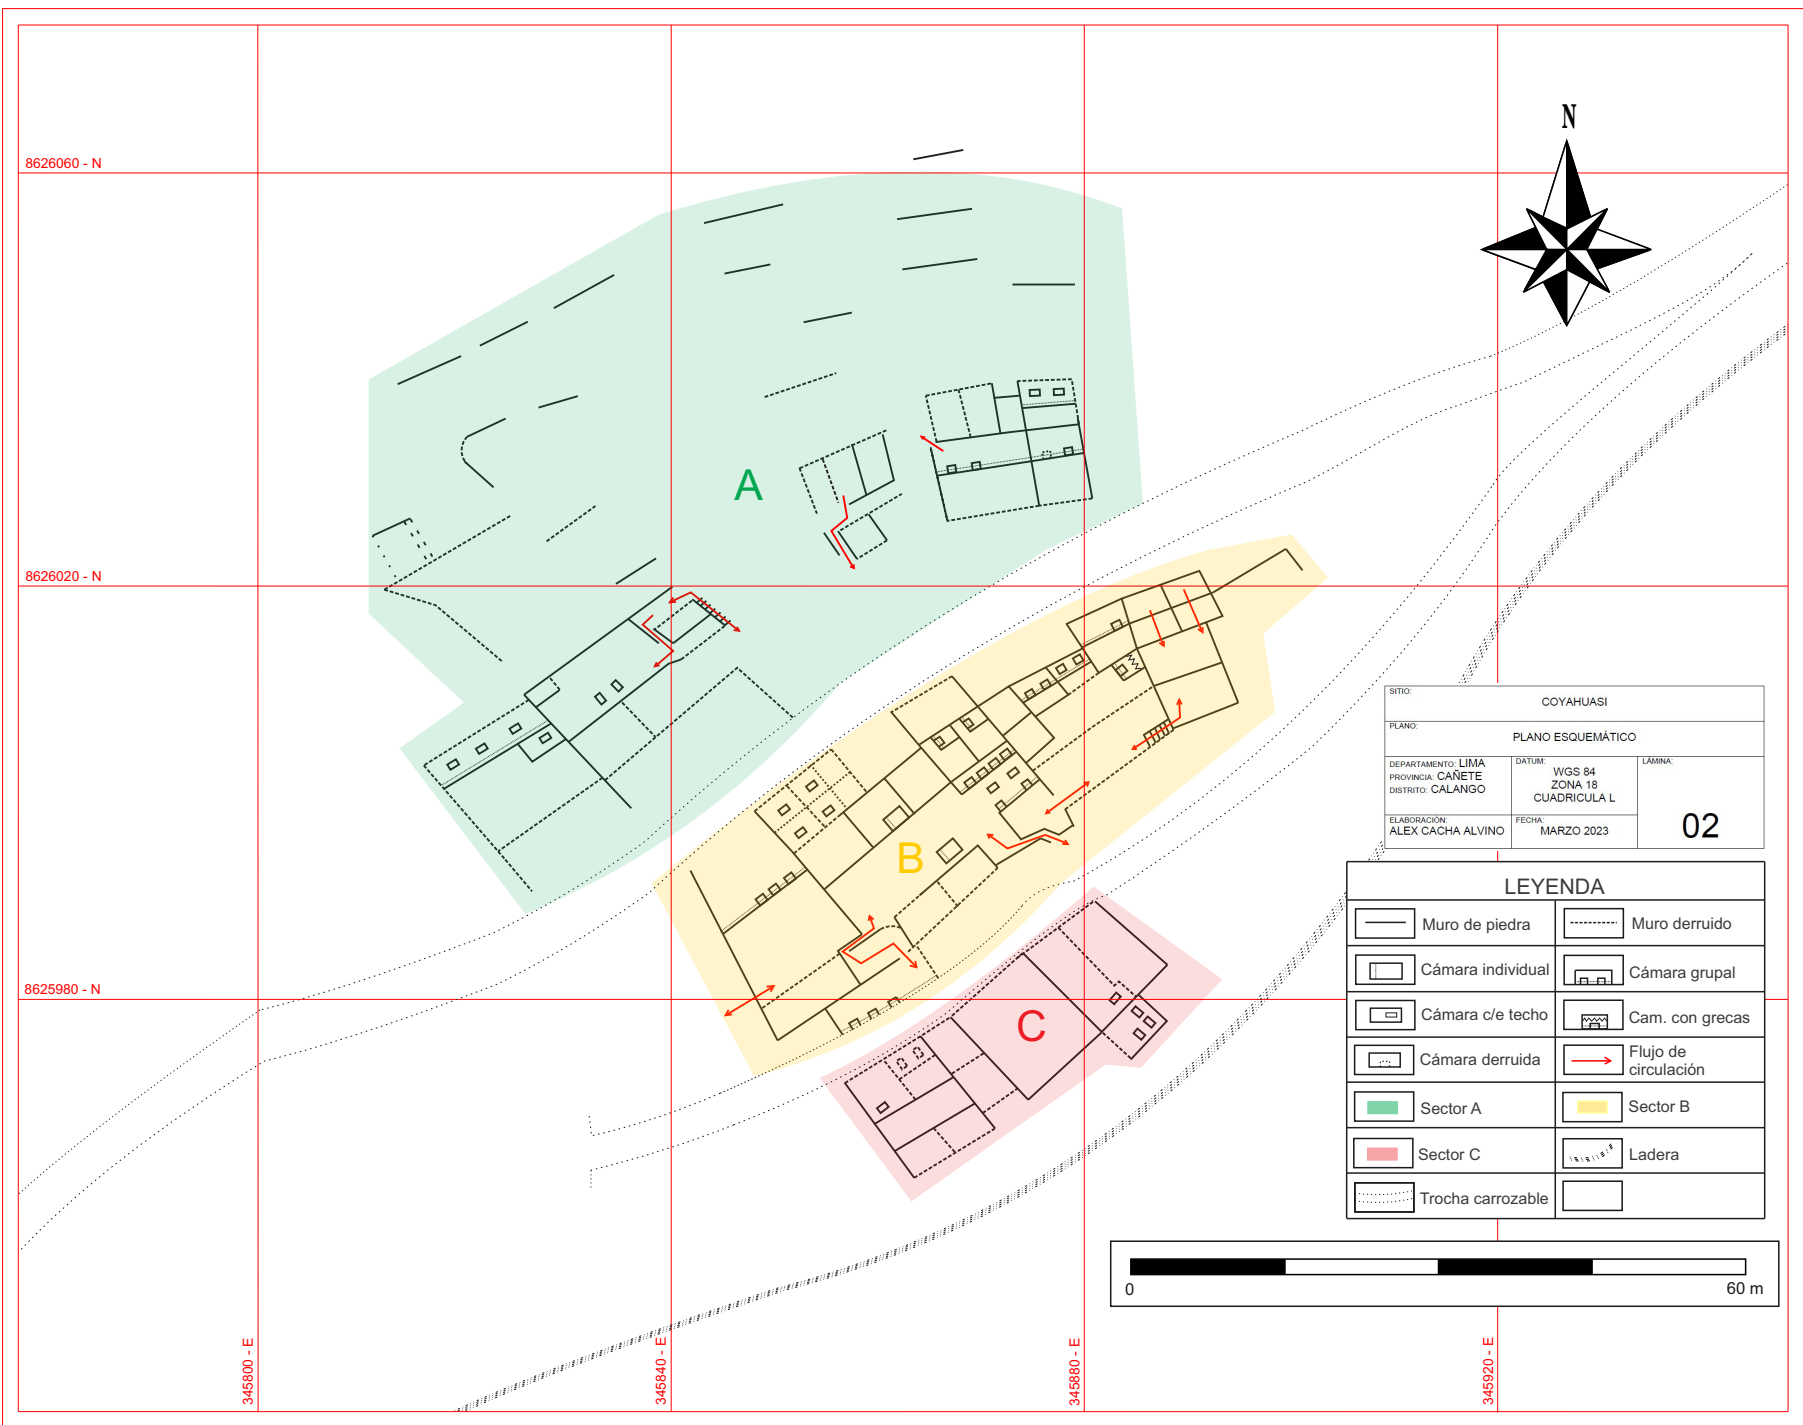 N
8626060 - N
A
8626020 - N
SITIO:
COYAHUASI
PLANO:
PLANO ESQUEMÁTICO
DEPARTAMENTO: LIMA
PROVINCIA: CAÑETE
DISTRITO: CALANGO
DATUM:
WGS 84
ZONA 18
CUADRICULA L
LÁMINA:
02
ELABORACIÓN:
ALEX CACHA ALVINO
FECHA:
MARZO 2023
B
LEYENDA
Muro de piedra
Muro derruido
Cámara individual
Cámara grupal
Cámara c/e techo
Cam. con grecas
Cámara derruida
Flujo de
circulación
Sector A
Sector B
Sector C
Ladera
Trocha carrozable
8625980 - N
C
0
60 m
345800 - E
345840 - E
345880 - E
345920 - E